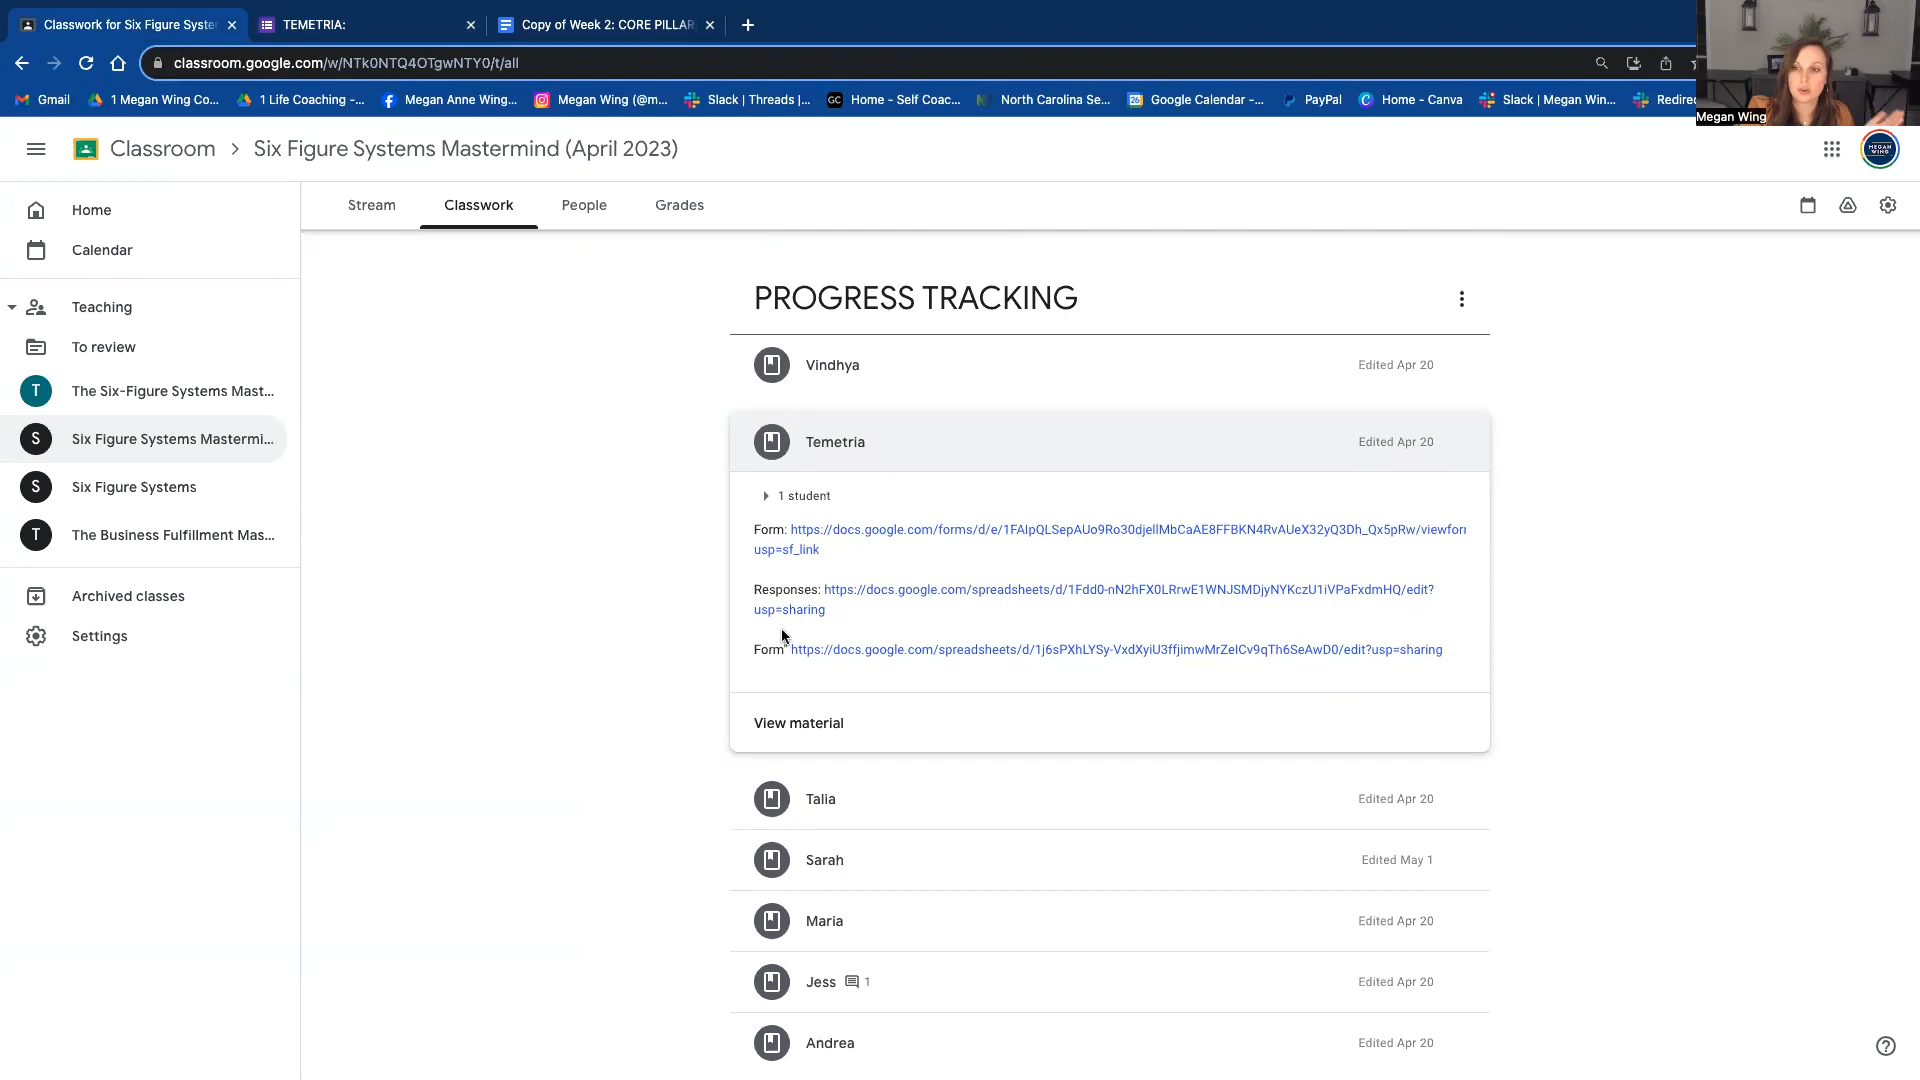 Classwork for Six Figure Syste
TEMETRIA:
Copy of Week 2: CORE PILLAR
classroom.google.com/w/NTk0NTQ4OTgwNTY0/t/all
Gmail
1 Megan Wing Co...
1 Life Coaching -...
Megan Anne Wing...
Megan Wing (@m...
Slack | Threads |...
GC Home - Self Coac...
North Carolina Se...
Google Calendar -...
PayPal
Home - Canva
Slack | Megan Win...
Redirec
Megan Wing
Classroom > Six Figure Systems Mastermind (April 2023)
MEGAN WING
Home
Calendar
Teaching
To review
T The Six-Figure Systems Mast...
S Six Figure Systems Mastermi...
S Six Figure Systems
T The Business Fulfillment Mas...
Archived classes
Settings
Stream
Classwork
People
Grades
PROGRESS TRACKING
Vindhya Edited Apr 20
Temetria Edited Apr 20
1 student
Form: https://docs.google.com/forms/d/e/1FAIpQLSepAUo9Ro30djellMbCaAE8FFBKN4RvAUeX32yQ3Dh_Qx5pRw/viewform
usp=sf_link
Responses: https://docs.google.com/spreadsheets/d/1Fdd0-nN2hFX0LRrwE1WNJSMDjyNYKczU1iVPaFxdmHQ/edit?
usp=sharing
Form" https://docs.google.com/spreadsheets/d/1j6sPXhLYSy-VxdXyiU3ffjimwMrZeICv9qTh6SeAwD0/edit?usp=sharing
View material
Talia Edited Apr 20
Sarah Edited May 1
Maria Edited Apr 20
Jess 1 Edited Apr 20
Andrea Edited Apr 20